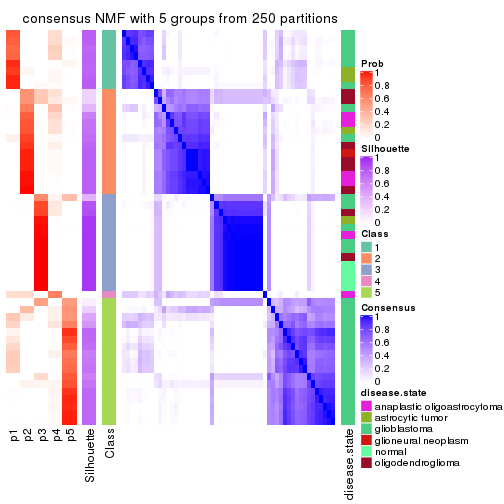 consensus NMF with 5 groups from 250 partitions
Prob
1
0.8
0.6
0.4
0.2
0
Silhouette
1
0.8
0.6
0.4
0.2
0
Class
1
2
3
4
5
Consensus
1
0.8
0.6
0.4
0.2
0
disease.state
anaplastic oligoastrocytoma
astrocytic tumor
glioblastoma
glioneural neoplasm
normal
oligodendroglioma
p1
p2
p3
p4
p5
Silhouette
Class
disease.state